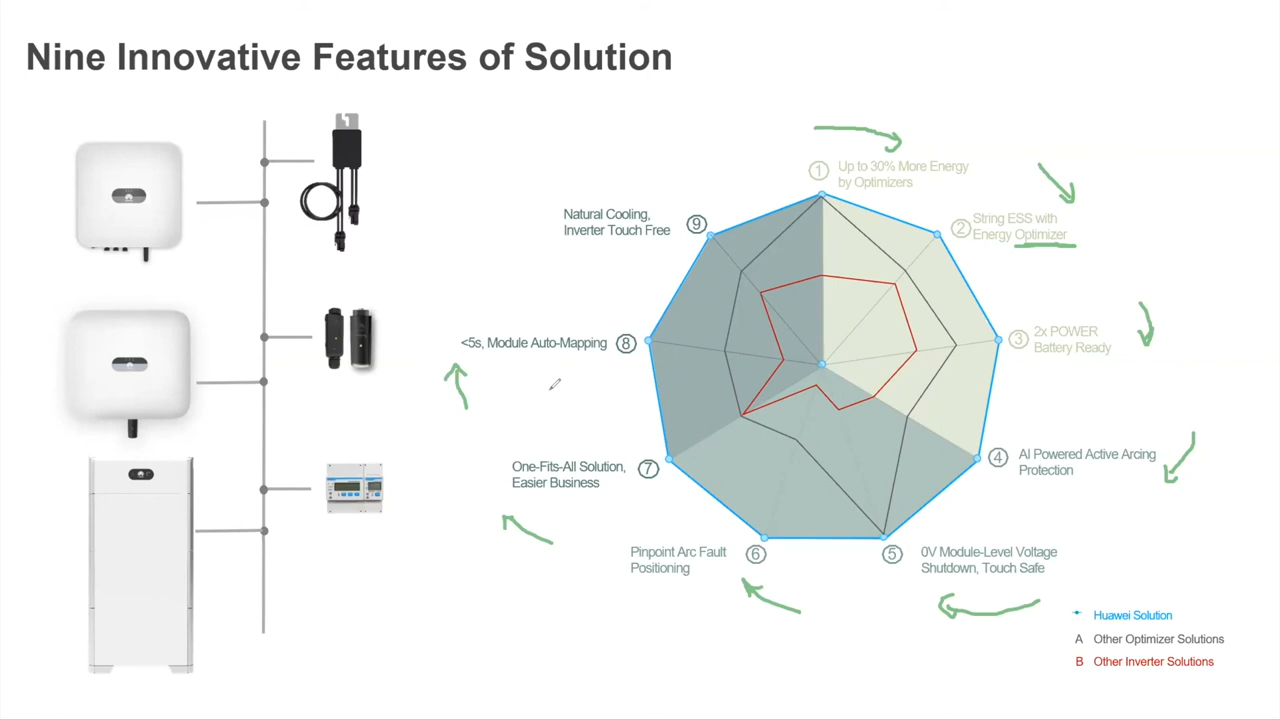 Nine Innovative Features of Solution
1
Up to 30% More Energy
by Optimizers
2
String ESS with
Energy Optimizer
3
2x POWER
Battery Ready
4
AI Powered Active Arcing
Protection
5
0V Module-Level Voltage
Shutdown, Touch Safe
6
Pinpoint Arc Fault
Positioning
7
One-Fits-All Solution,
Easier Business
8
<5s, Module Auto-Mapping
9
Natural Cooling,
Inverter Touch Free
Huawei Solution
A Other Optimizer Solutions
B Other Inverter Solutions